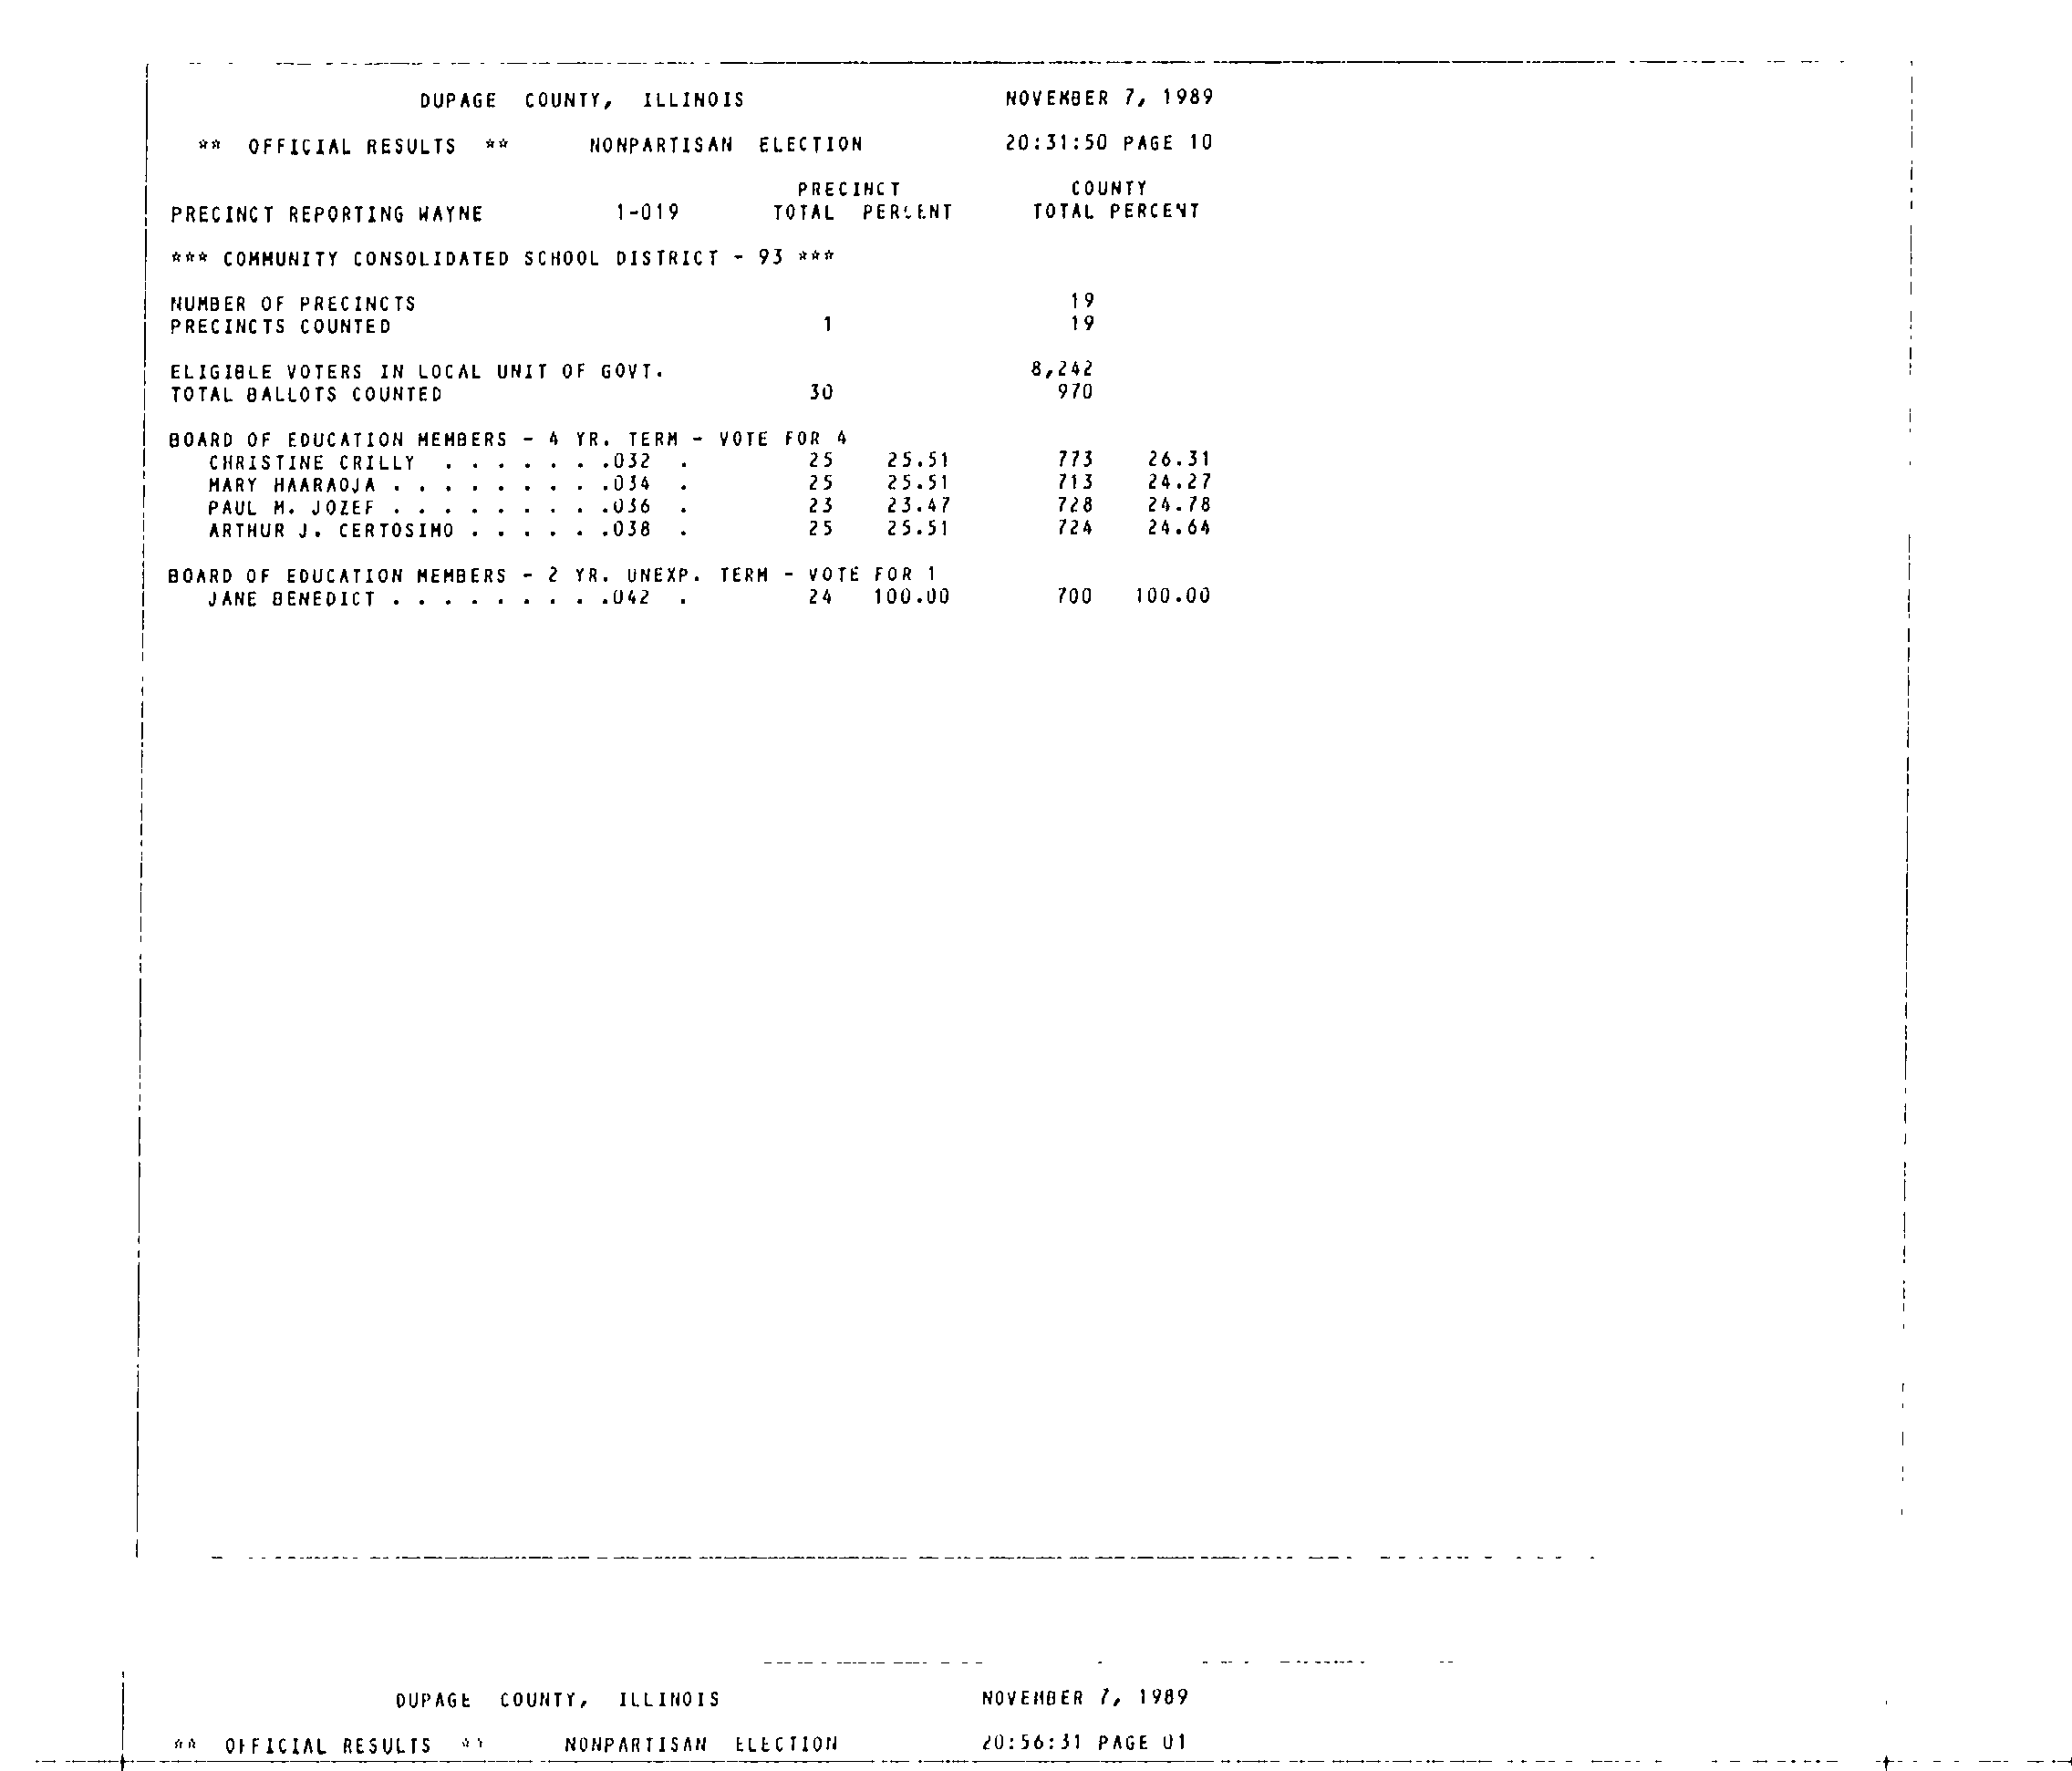 DUPAGE COUNTY, ILLINOIS NOVEMBER 7, 1989
** OFFICIAL RESULTS ** NONPARTISAN ELECTION 20:31:50 PAGE 10
PRECINCT COUNTY
PRECINCT REPORTING WAYNE 1-019 TOTAL PERCENT TOTAL PERCENT
*** COMMUNITY CONSOLIDATED SCHOOL DISTRICT - 93 ***
NUMBER OF PRECINCTS 19
PRECINCTS COUNTED 1 19
ELIGIBLE VOTERS IN LOCAL UNIT OF GOVT. 8,242
TOTAL BALLOTS COUNTED 30 970
BOARD OF EDUCATION MEMBERS - 4 YR. TERM - VOTE FOR 4
CHRISTINE CRILLY . . . . . . .032 . 25 25.51 773 26.31
MARY HAARAOJA . . . . . . . . .034 . 25 25.51 713 24.27
PAUL M. JOZEF . . . . . . . . .036 . 23 23.47 728 24.78
ARTHUR J. CERTOSIMO . . . . . .038 . 25 25.51 724 24.64
BOARD OF EDUCATION MEMBERS - 2 YR. UNEXP. TERM - VOTE FOR 1
JANE BENEDICT . . . . . . . . .042 . 24 100.00 700 100.00
DUPAGE COUNTY, ILLINOIS NOVEMBER 7, 1989
** OFFICIAL RESULTS ** NONPARTISAN ELECTION 20:56:31 PAGE 01